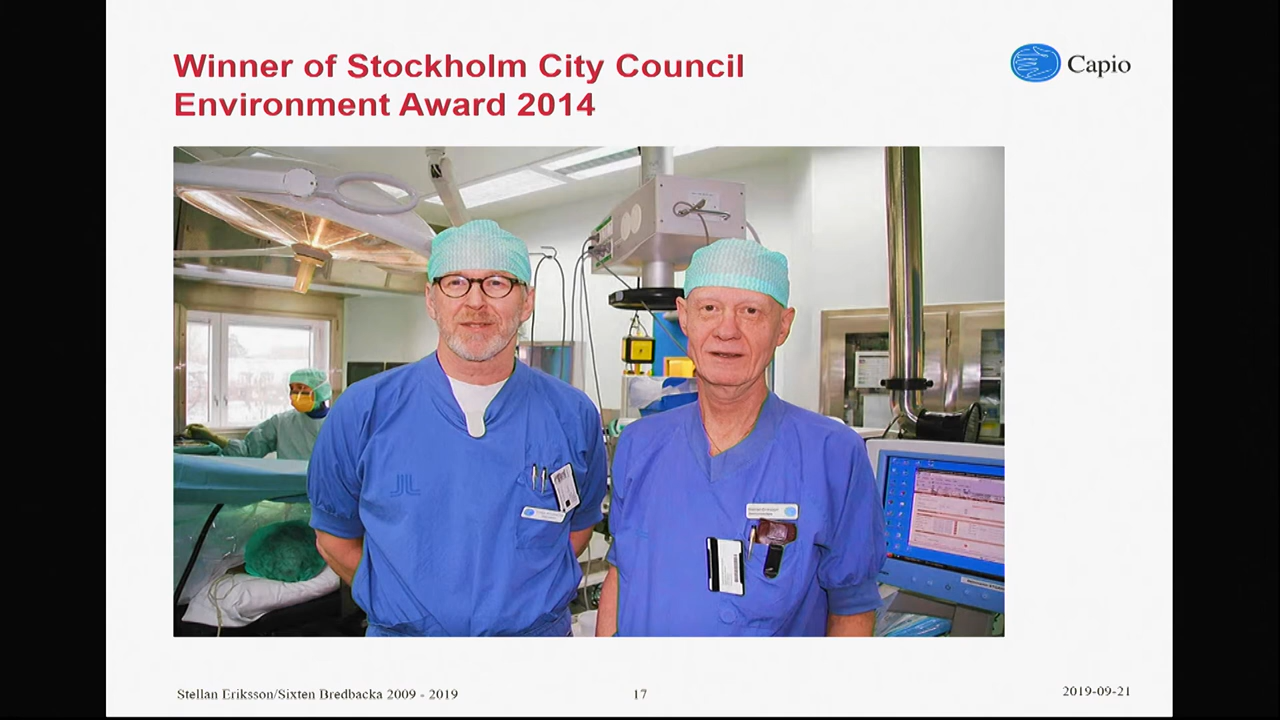 Winner of Stockholm City Council
Environment Award 2014
Capio
Stellan Eriksson/Sixten Bredbacka 2009 - 2019
17
2019-09-21